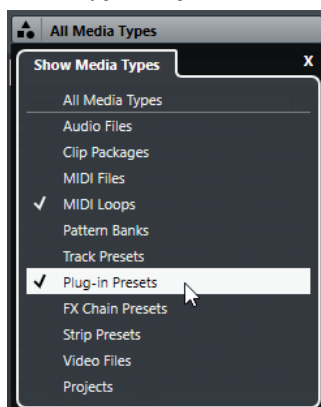 All Media Types
Show Media Types X
All Media Types
Audio Files
Clip Packages
MIDI Files
MIDI Loops
Pattern Banks
Track Presets
Plug-in Presets
FX Chain Presets
Strip Presets
Video Files
Projects